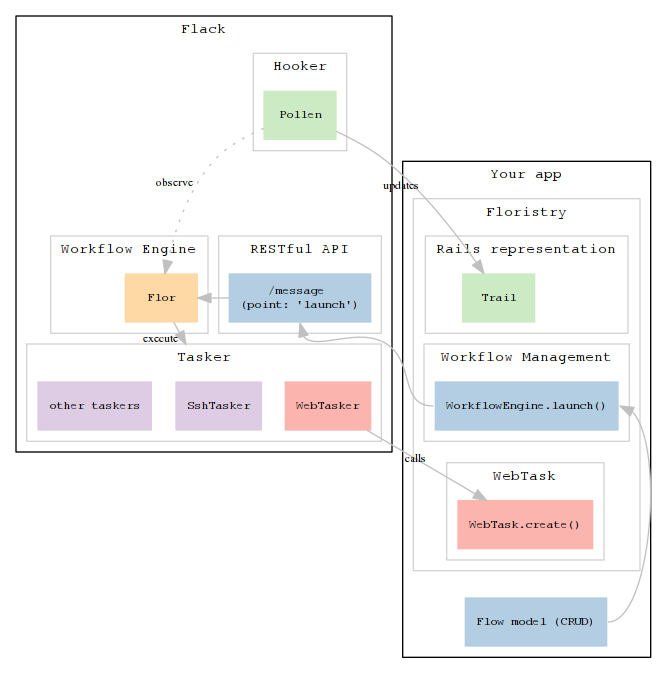 Flack
Hooker
Pollen
observe
updates
Workflow Engine
Flor
RESTful API
/message
(point: 'launch')
execute
Tasker
other taskers
SshTasker
WebTasker
calls
Your app
Floristry
Rails representation
Trail
Workflow Management
WorkflowEngine.launch()
WebTask
WebTask.create()
Flow model (CRUD)